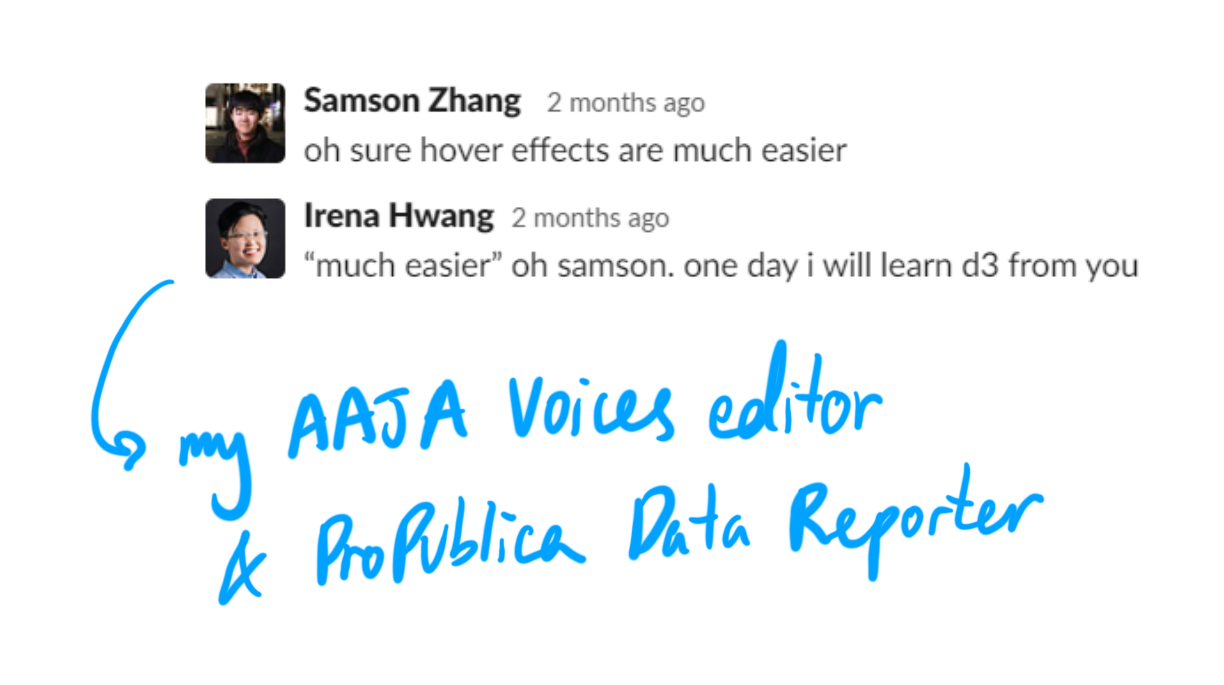 Samson Zhang 2 months ago
oh sure hover effects are much easier
Irena Hwang 2 months ago
“much easier” oh samson. one day i will learn d3 from you
my AAJA Voices editor
& ProPublica Data Reporter